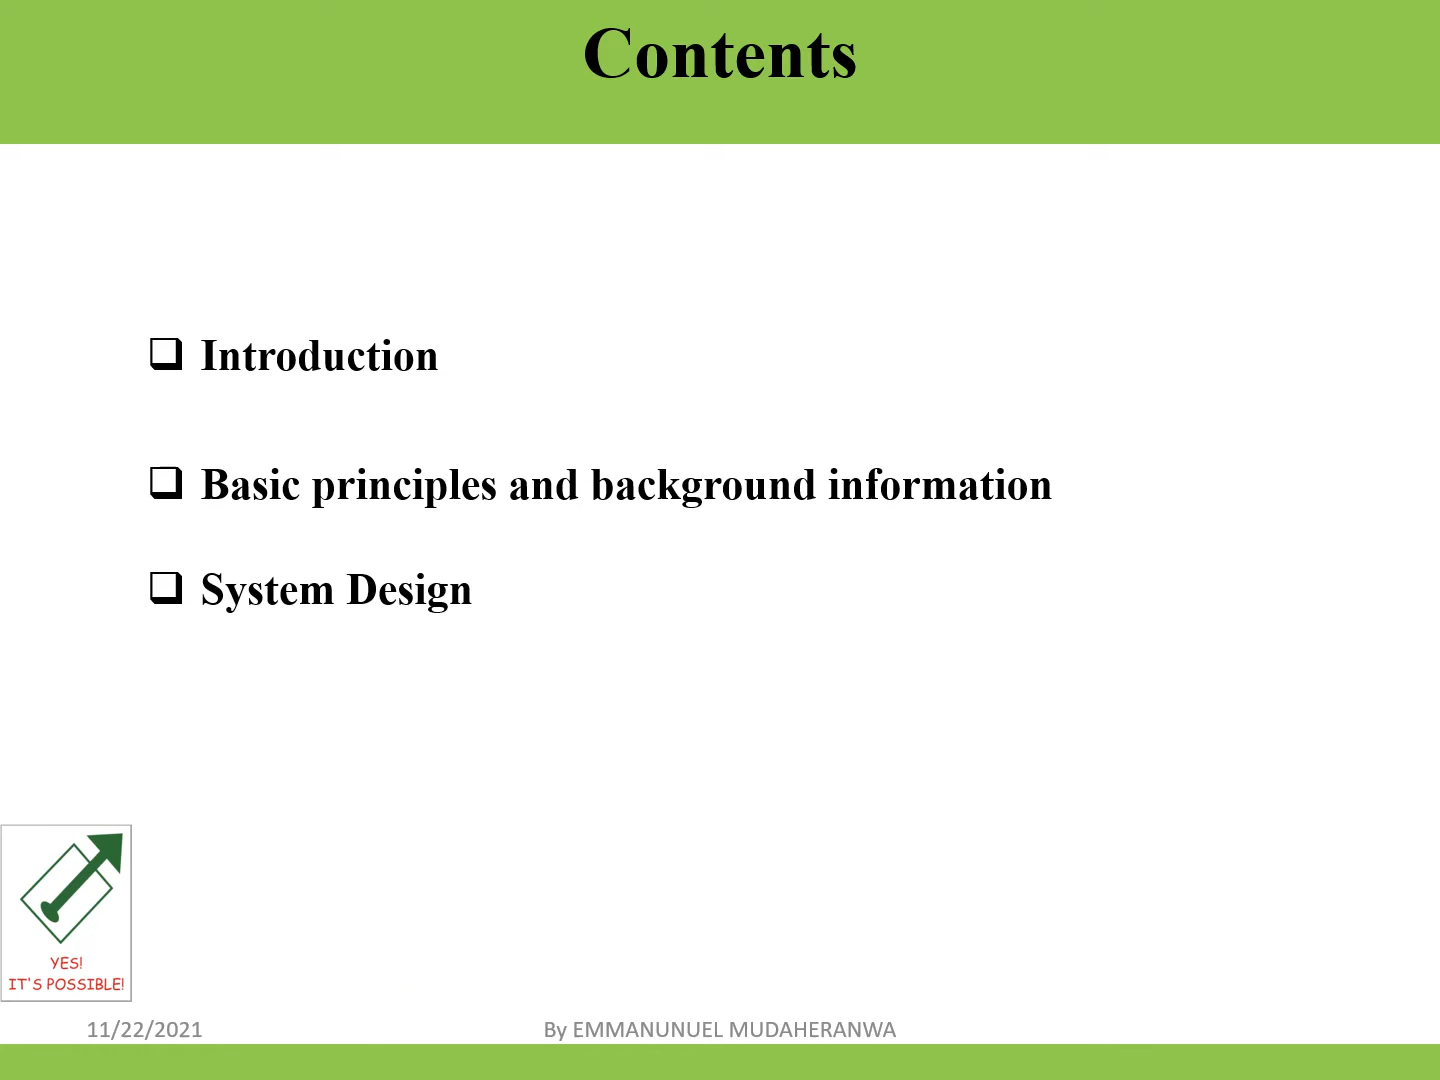 Contents
❑ Introduction
❑ Basic principles and background information
❑ System Design
YES!
IT'S POSSIBLE!
11/22/2021
By EMMANUNUEL MUDAHERANWA